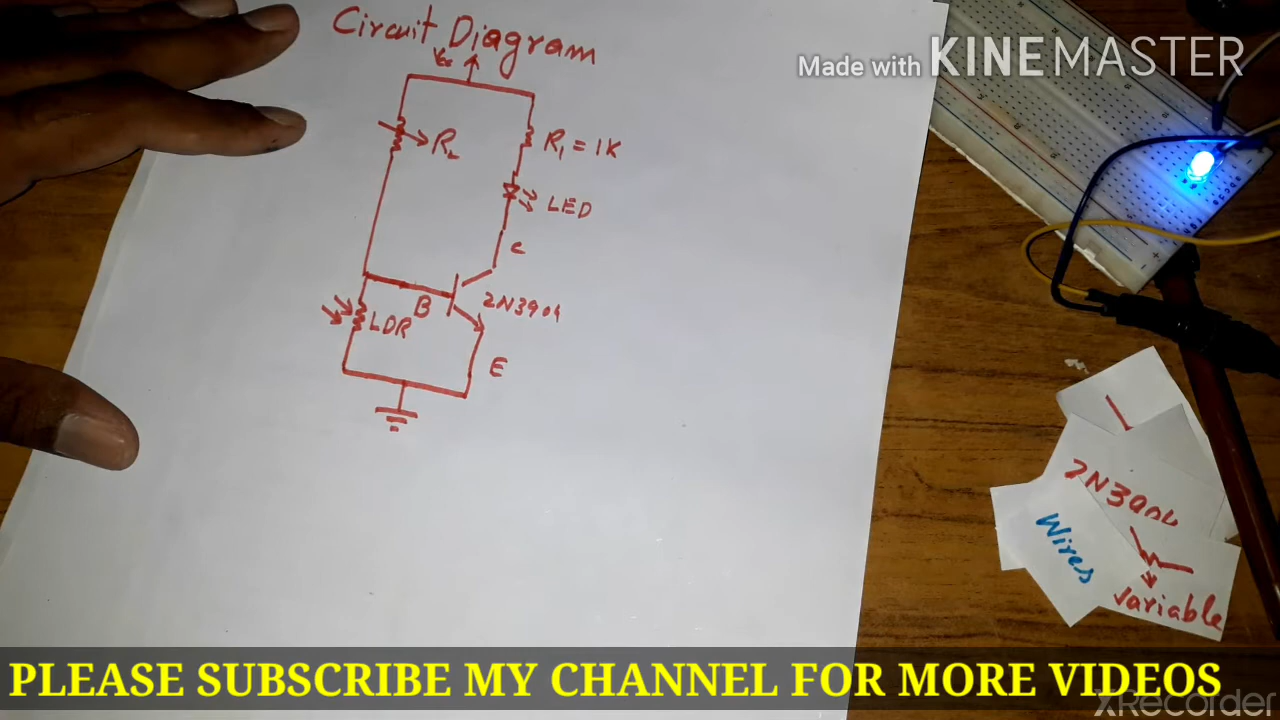 Circuit Diagram
Vcc
Made with KINEMASTER
R2
R1 = 1K
LED
C
B
2N3904
LDR
E
2N3904
Wires
variable
PLEASE SUBSCRIBE MY CHANNEL FOR MORE VIDEOS
XRecorder